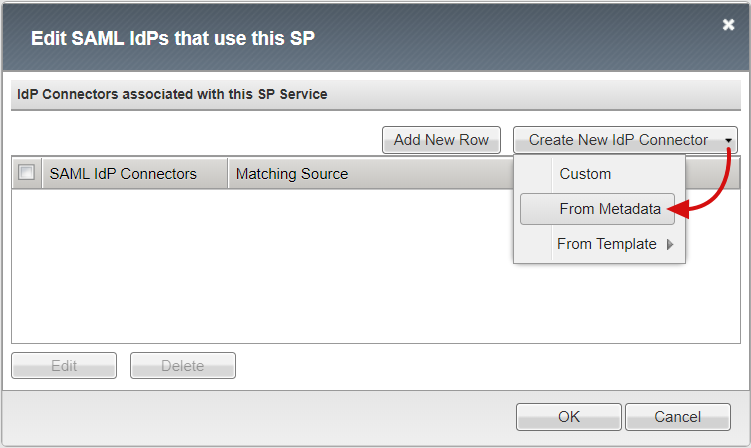 Edit SAML IdPs that use this SP
IdP Connectors associated with this SP Service
Add New Row
Create New IdP Connector
SAML IdP Connectors
Matching Source
Custom
From Metadata
From Template
Edit
Delete
OK
Cancel